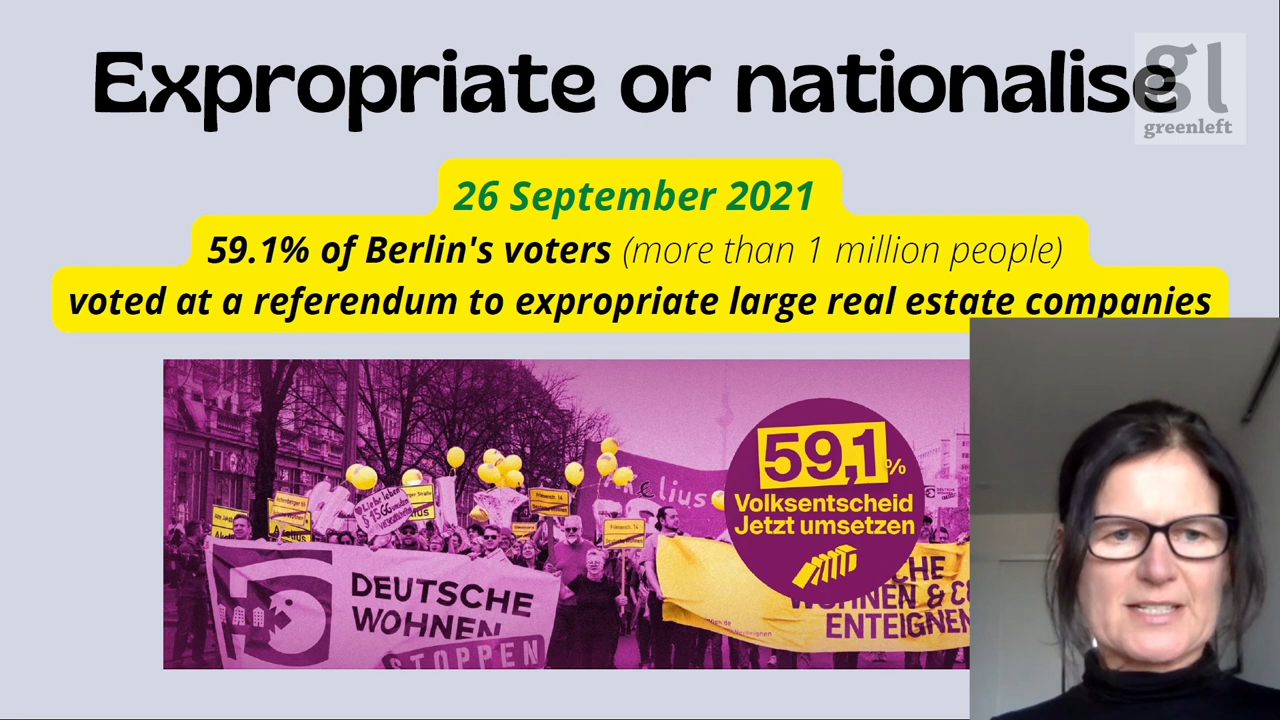 Expropriate or nationalise
gl
greenleft
26 September 2021
59.1% of Berlin's voters (more than 1 million people)
voted at a referendum to expropriate large real estate companies
59,1%
Volksentscheid
Jetzt umsetzen
DEUTSCHE
WOHNEN
STOPPEN
WOHNEN & C
ENTEIGNEN